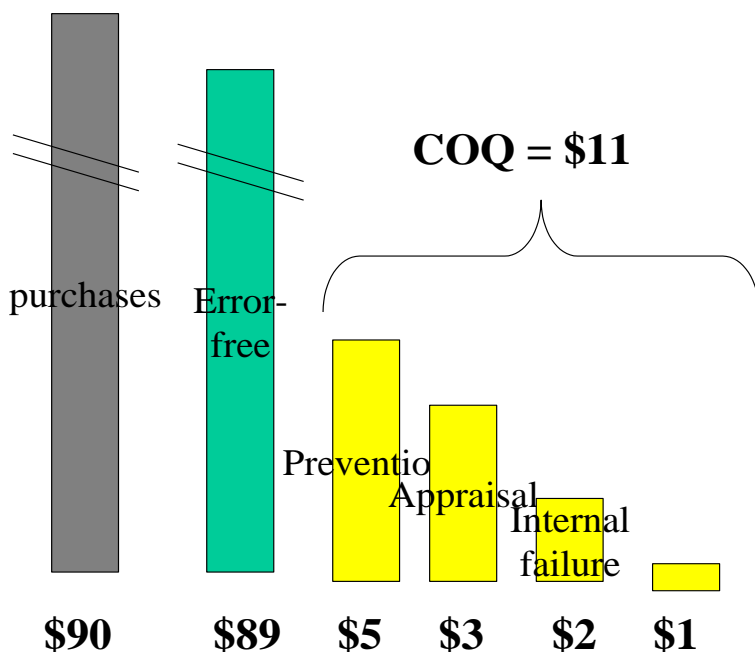 COQ = $11
purchases
Error-
free
Preventio
Appraisal
Internal
failure
$90 $89 $5 $3 $2 $1